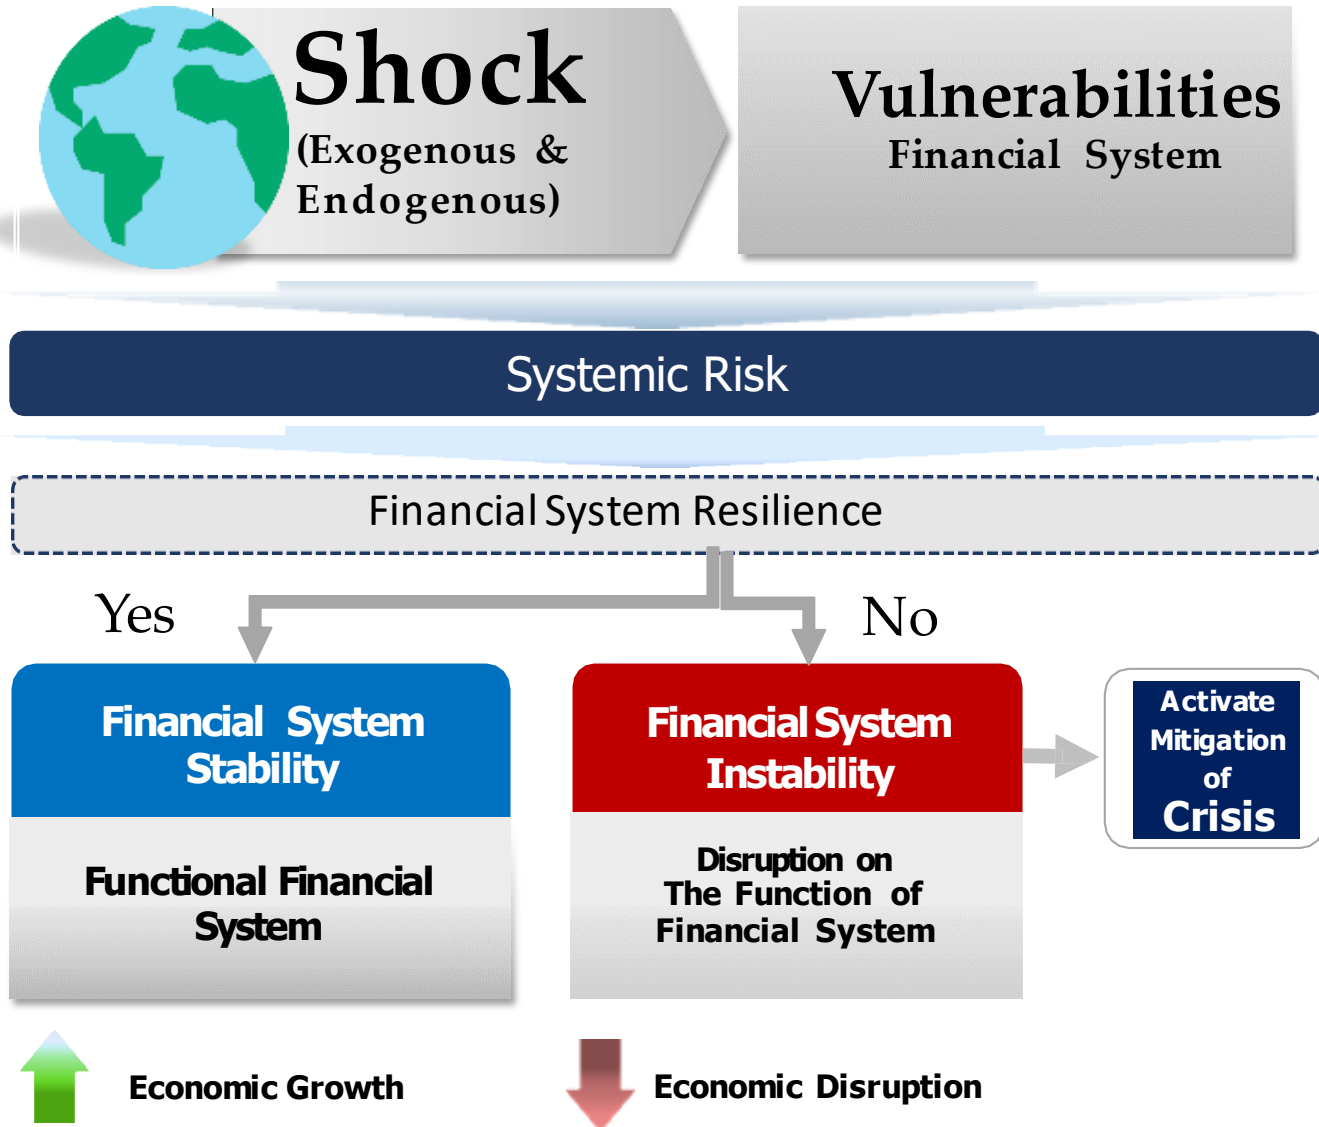 Shock
(Exogenous &
Endogenous)
Vulnerabilities
Financial System
Systemic Risk
Financial System Resilience
Yes
No
Financial System
Stability
Functional Financial
System
Financial System
Instability
Disruption on
The Function of
Financial System
Activate
Mitigation
of
Crisis
Economic Growth
Economic Disruption